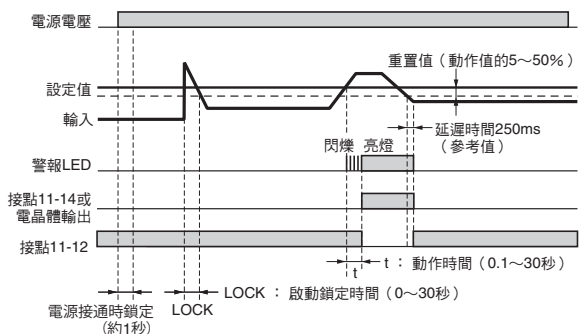 電源電壓
重置值（動作值的5～50%）
設定值
輸入
延遲時間250ms
（參考值）
閃爍 亮燈
警報LED
接點11-14或
電晶體輸出
接點11-12
t
t ： 動作時間（0.1～30秒）
LOCK ： 啟動鎖定時間（0～30秒）
電源接通時鎖定
（約1秒）
LOCK